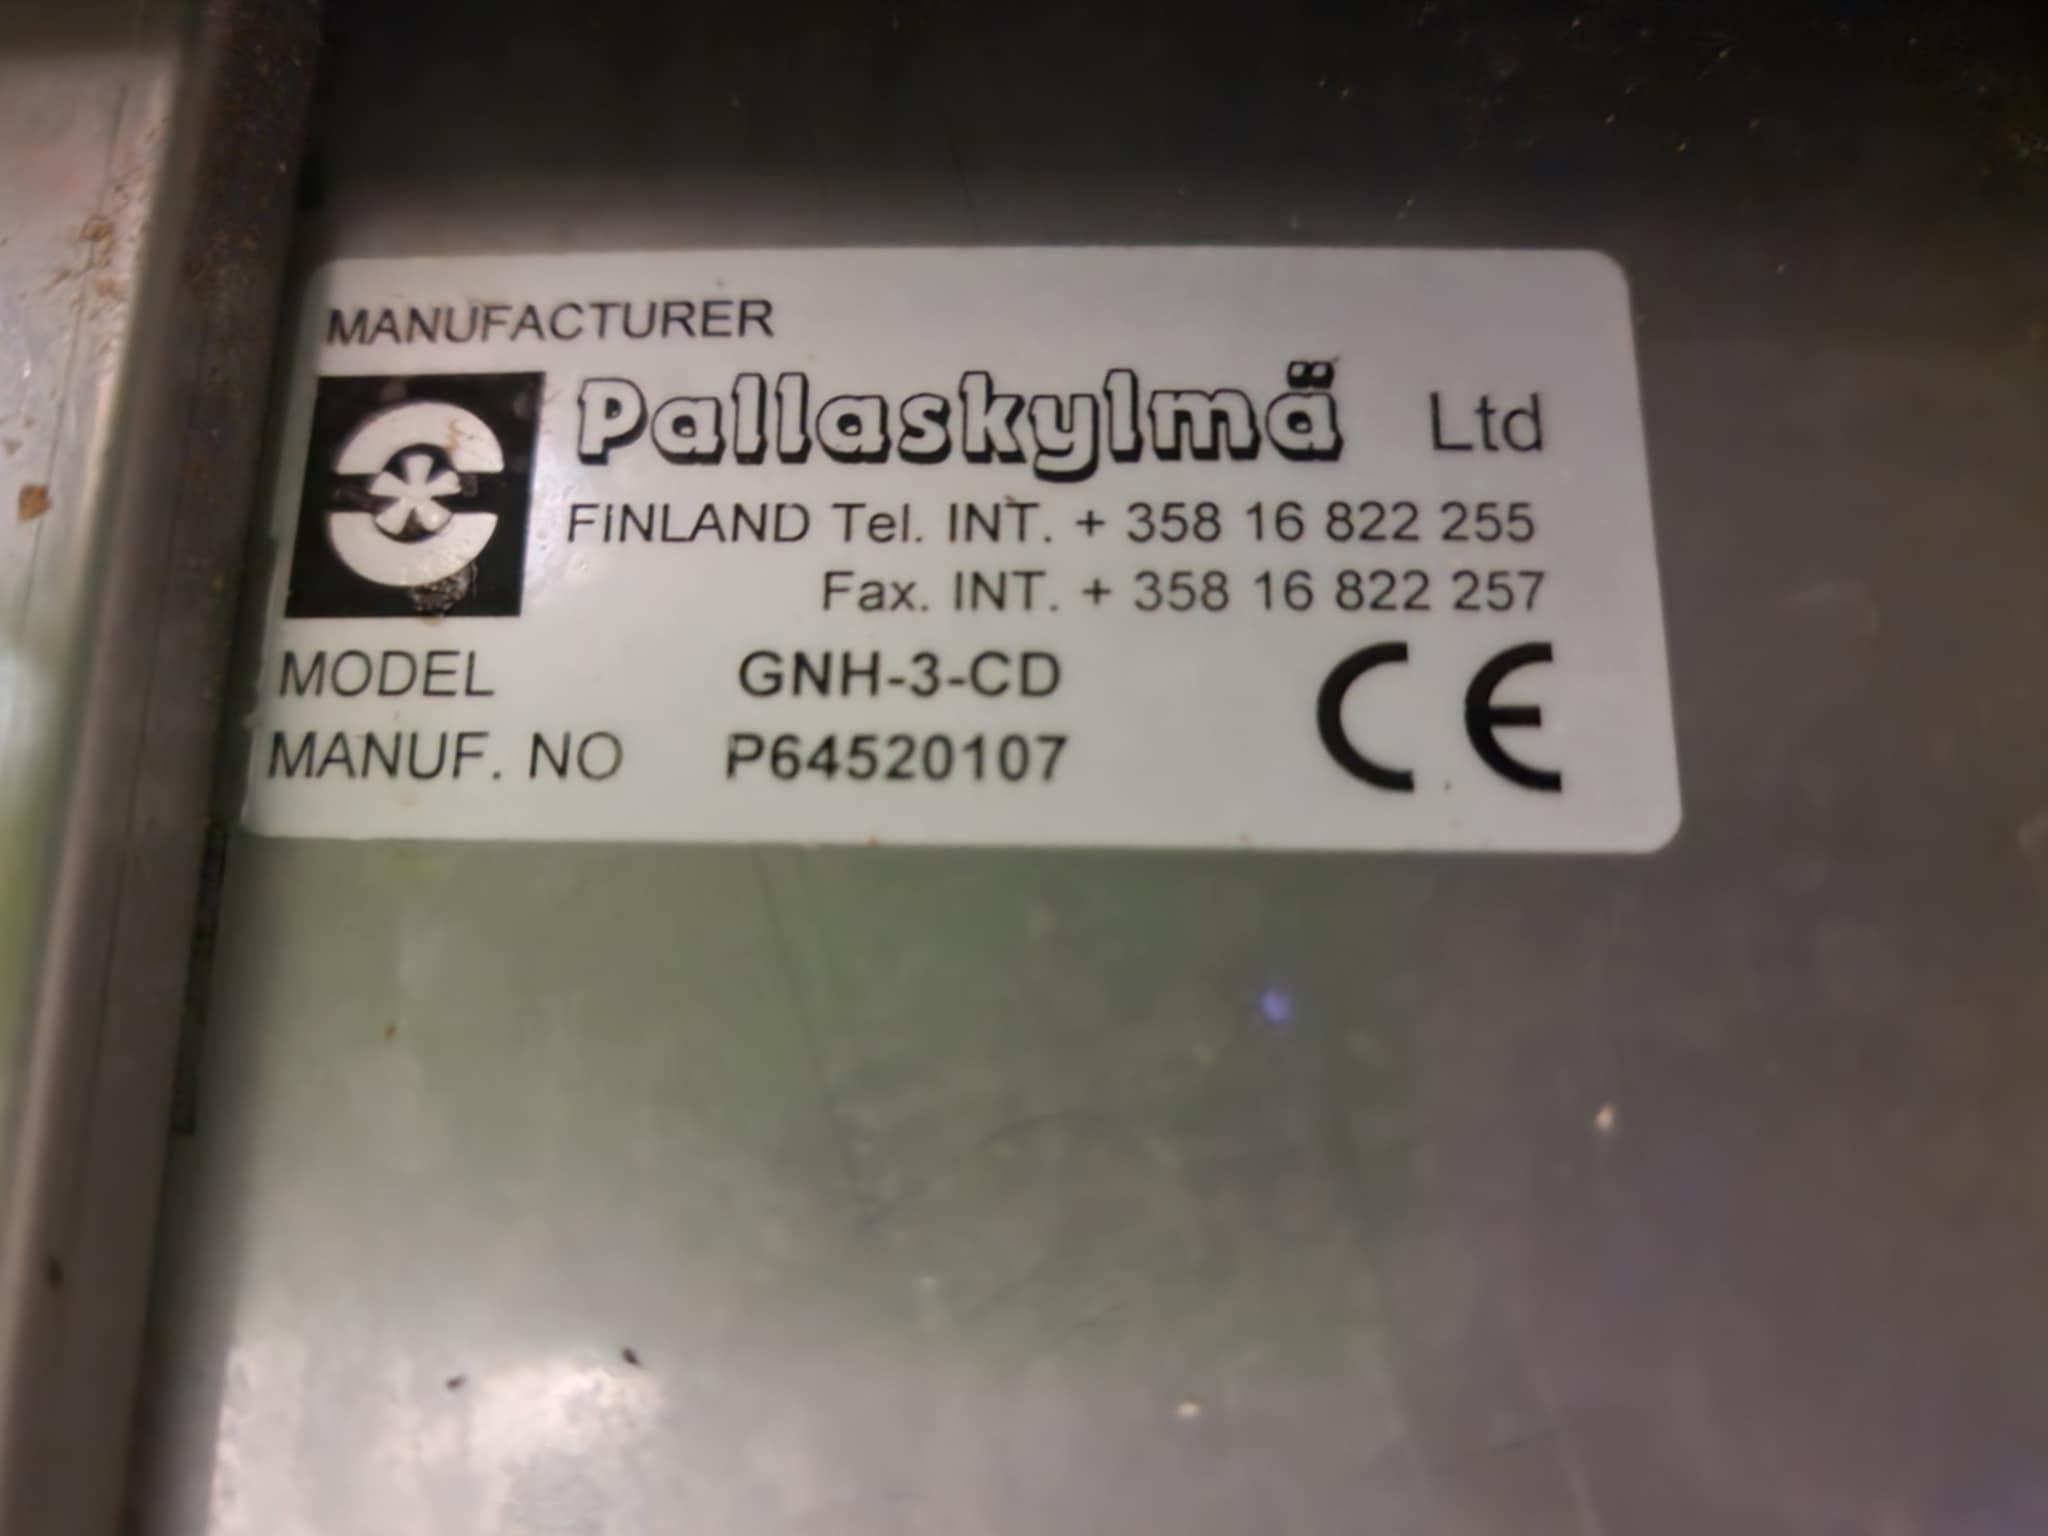 MANUFACTURER
Pallaskylmä Ltd
FINLAND Tel. INT. + 358 16 822 255
Fax. INT. + 358 16 822 257
MODEL GNH-3-CD
MANUF. NO P64520107
CE